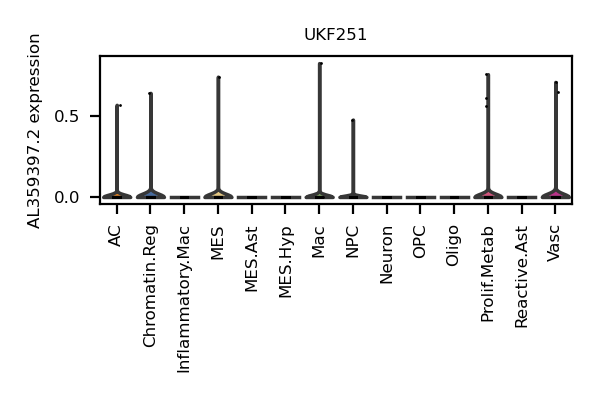 UKF251
AL359397.2 expression
0.5
0.0
AC
Chromatin.Reg
Inflammatory.Mac
MES
MES.Ast
MES.Hyp
Mac
NPC
Neuron
OPC
Oligo
Prolif.Metab
Reactive.Ast
Vasc